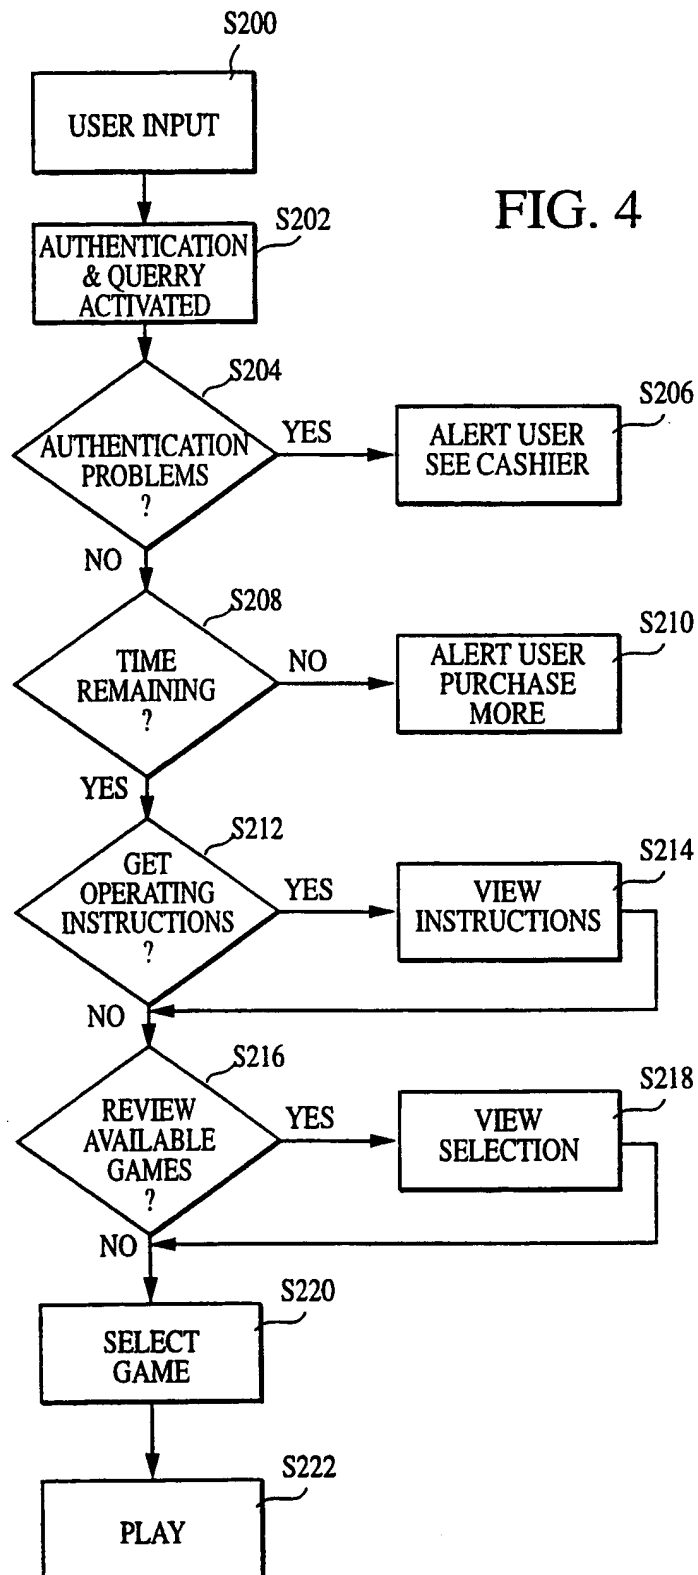 S200
USER INPUT
FIG. 4
S202
AUTHENTICATION
& QUERRY
ACTIVATED
S204
AUTHENTICATION
PROBLEMS
?
YES
S206
ALERT USER
SEE CASHIER
NO
S208
TIME
REMAINING
?
NO
S210
ALERT USER
PURCHASE
MORE
YES
S212
GET
OPERATING
INSTRUCTIONS
?
YES
S214
VIEW
INSTRUCTIONS
NO
S216
REVIEW
AVAILABLE
GAMES
?
YES
S218
VIEW
SELECTION
NO
S220
SELECT
GAME
S222
PLAY